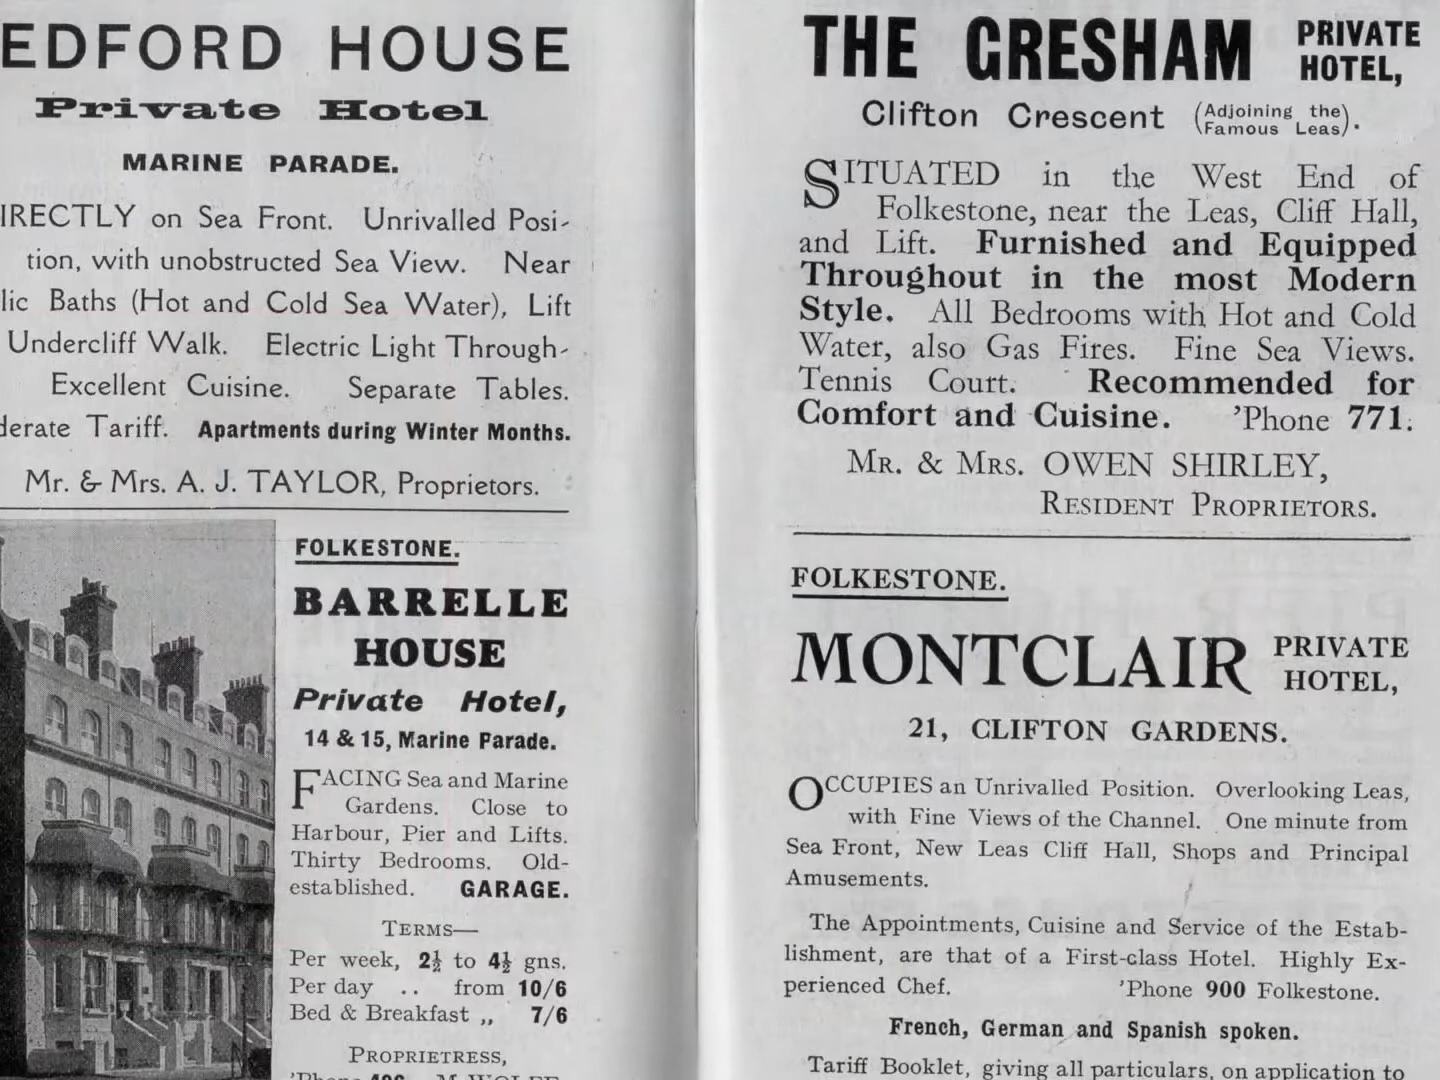 EDFORD HOUSE
Private Hotel
MARINE PARADE.
IRECTLY on Sea Front. Unrivalled Posi-
tion, with unobstructed Sea View. Near
lic Baths (Hot and Cold Sea Water), Lift
Undercliff Walk. Electric Light Through-
Excellent Cuisine. Separate Tables.
derate Tariff. Apartments during Winter Months.
Mr. & Mrs. A. J. TAYLOR, Proprietors.
FOLKESTONE.
BARRELLE
HOUSE
Private Hotel,
14 & 15, Marine Parade.
FACING Sea and Marine
Gardens. Close to
Harbour, Pier and Lifts.
Thirty Bedrooms. Old-
established. GARAGE.
TERMS—
Per week, 2½ to 4½ gns.
Per day .. from 10/6
Bed & Breakfast ,, 7/6
PROPRIETRESS,
'Phone
THE GRESHAM PRIVATE
HOTEL,
Clifton Crescent (Adjoining the
Famous Leas).
SITUATED in the West End of
Folkestone, near the Leas, Cliff Hall,
and Lift. Furnished and Equipped
Throughout in the most Modern
Style. All Bedrooms with Hot and Cold
Water, also Gas Fires. Fine Sea Views.
Tennis Court. Recommended for
Comfort and Cuisine. 'Phone 771.
MR. & MRS. OWEN SHIRLEY,
RESIDENT PROPRIETORS.
FOLKESTONE.
MONTCLAIR PRIVATE
HOTEL,
21, CLIFTON GARDENS.
OCCUPIES an Unrivalled Position. Overlooking Leas,
with Fine Views of the Channel. One minute from
Sea Front, New Leas Cliff Hall, Shops and Principal
Amusements.
The Appointments, Cuisine and Service of the Estab-
lishment, are that of a First-class Hotel. Highly Ex-
perienced Chef. 'Phone 900 Folkestone.
French, German and Spanish spoken.
Tariff Booklet, giving all particulars, on application to